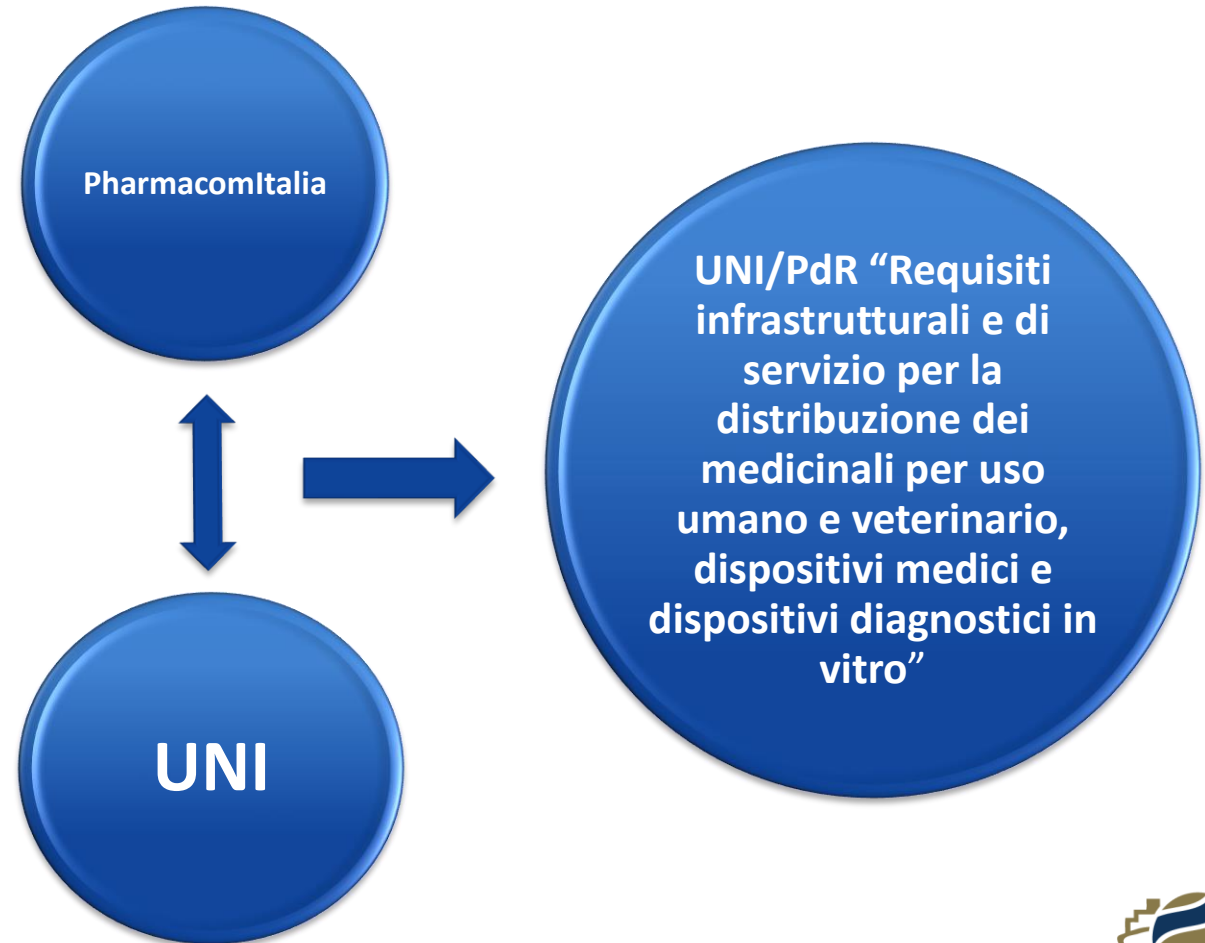 PharmacomItalia
UNI/PdR “Requisiti
infrastrutturali e di
servizio per la
distribuzione dei
medicinali per uso
umano e veterinario,
dispositivi medici e
dispositivi diagnostici in
vitro”
UNI